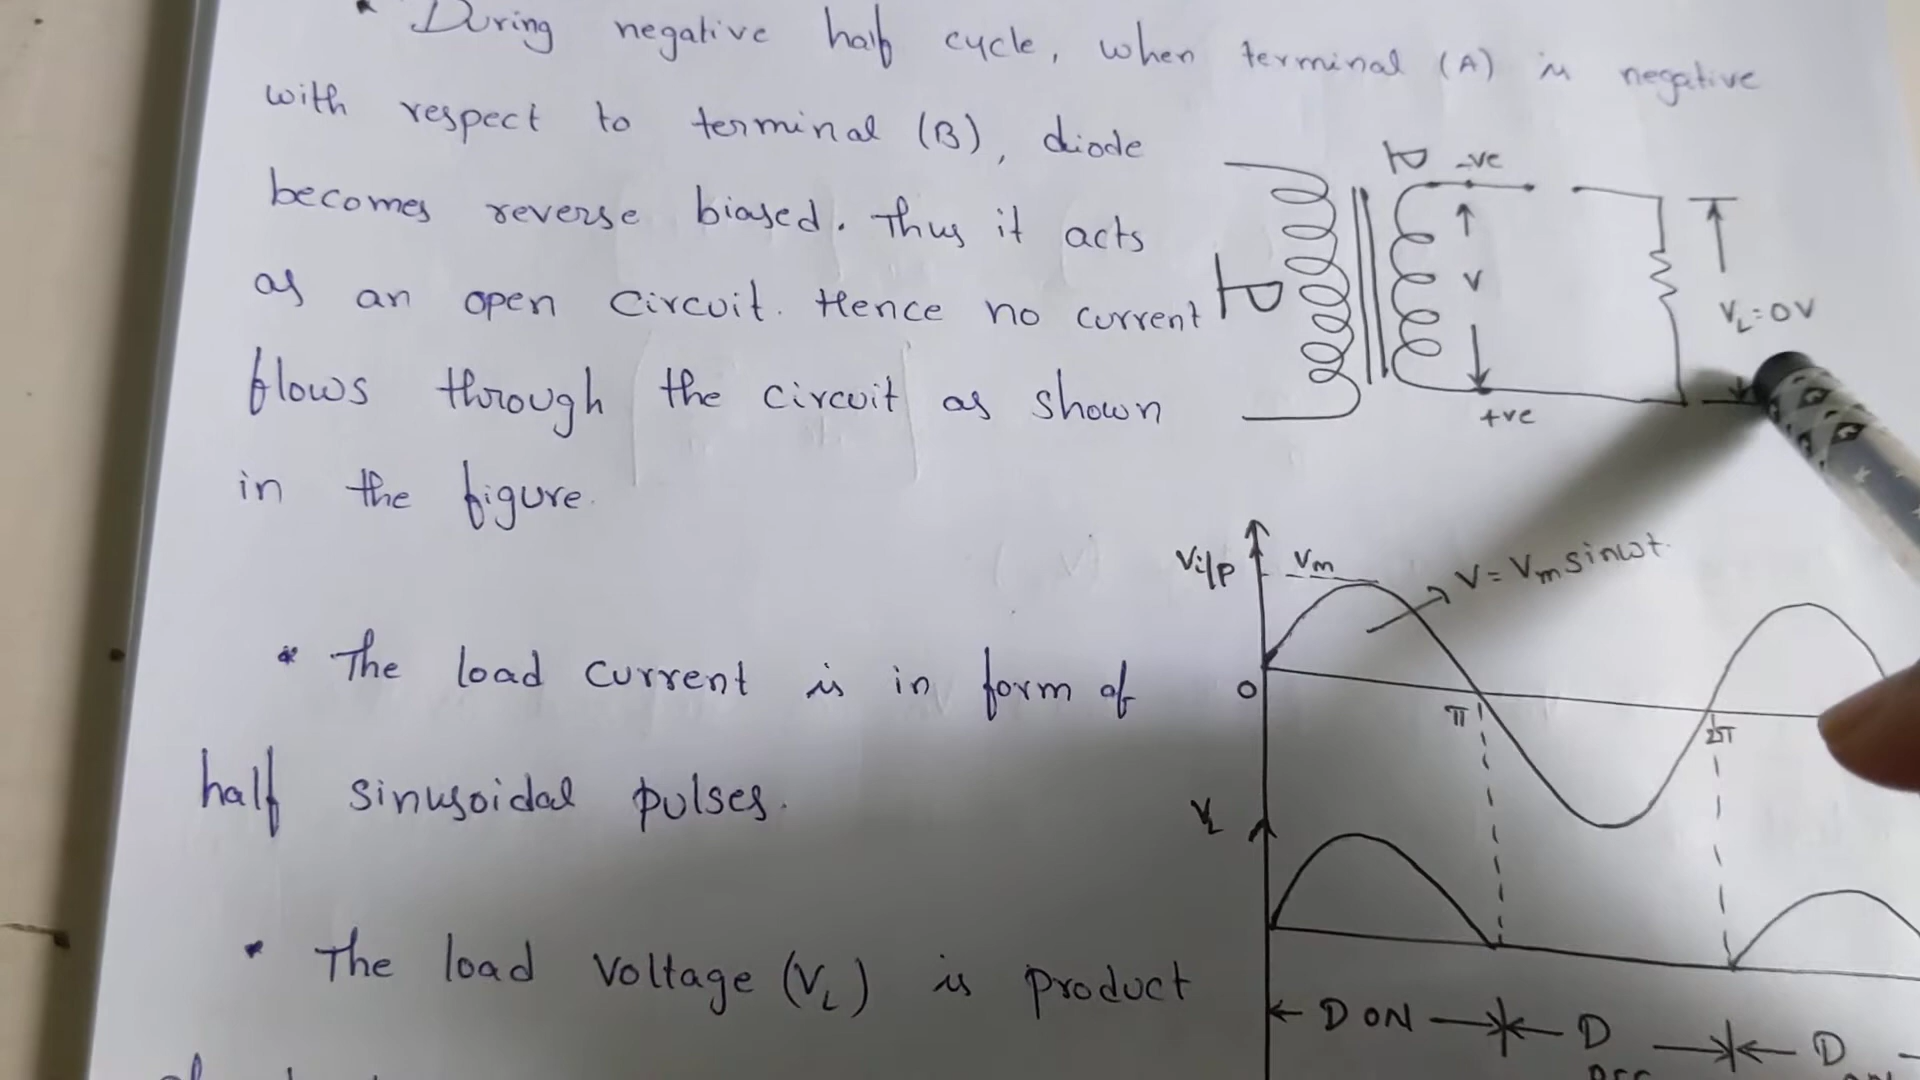 During negative half cycle, when terminal (A) is negative
with respect to terminal (B), diode
becomes reverse biased. Thus it acts
as an open circuit. Hence no current
flows through the circuit as shown
in the figure.
-ve
V
VL=0V
+ve
* The load current is in form of
half sinusoidal pulses.
• The load voltage (VL) is product
Vi/p
Vm
V=Vm sinωt.
0
π
2π
VL
D ON
D
D